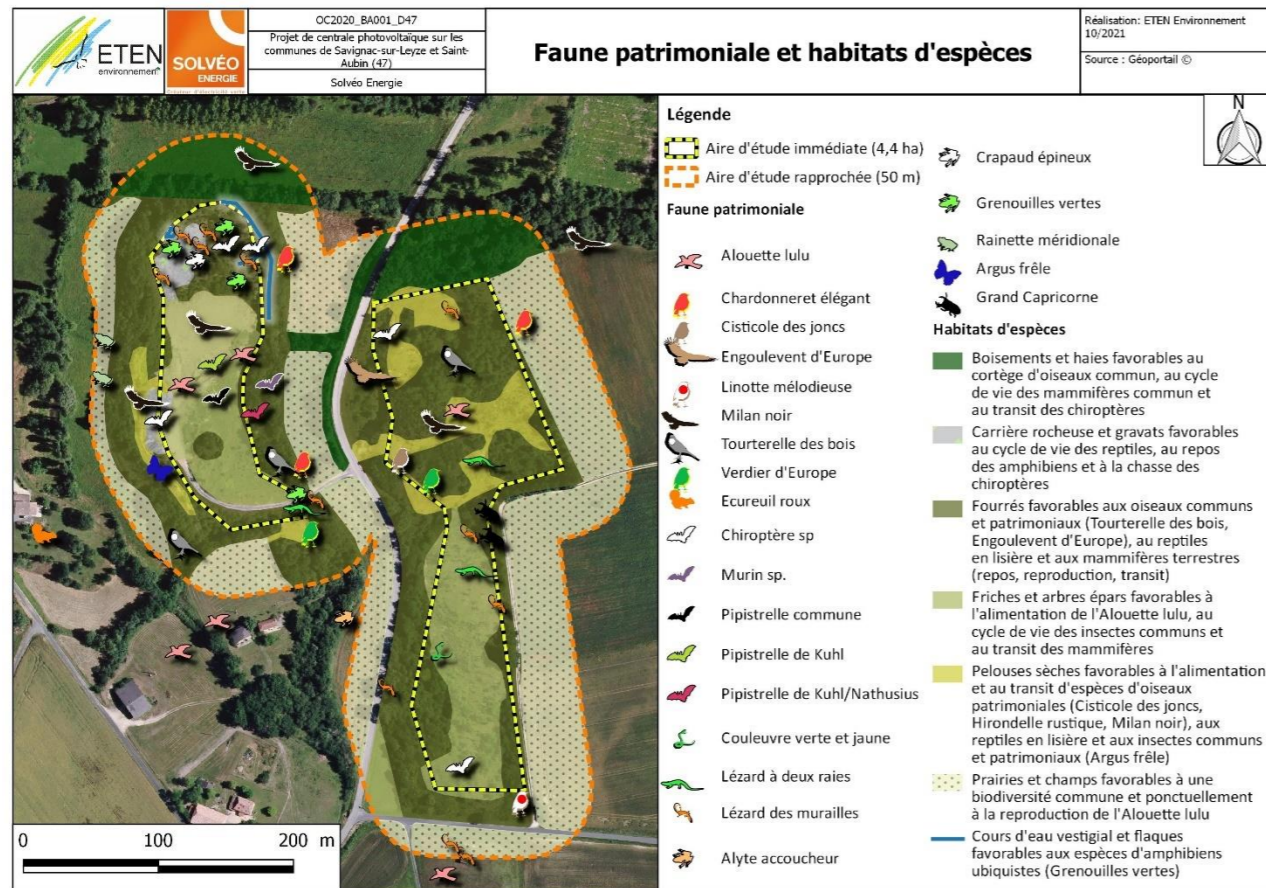 ETEN
environnement
SOLVÉO
ENERGIE
OC2020_BA001_D47
Projet de centrale photovoltaïque sur les
communes de Savignac-sur-Leyze et Saint-
Aubin (47)
Solvéo Energie
Faune patrimoniale et habitats d'espèces
Réalisation: ETEN Environnement
10/2021
Source : Géoportail ©
N
Légende
Aire d'étude immédiate (4,4 ha)
Aire d'étude rapprochée (50 m)
Faune patrimoniale
Alouette lulu
Chardonneret élégant
Cisticole des joncs
Engoulevent d'Europe
Linotte mélodieuse
Milan noir
Tourterelle des bois
Verdier d'Europe
Ecureuil roux
Chiroptère sp
Murin sp.
Pipistrelle commune
Pipistrelle de Kuhl
Pipistrelle de Kuhl/Nathusius
Couleuvre verte et jaune
Lézard à deux raies
Lézard des murailles
Alyte accoucheur
Crapaud épineux
Grenouilles vertes
Rainette méridionale
Argus frêle
Grand Capricorne
Habitats d'espèces
Boisements et haies favorables au
cortège d'oiseaux commun, au cycle
de vie des mammifères commun et
au transit des chiroptères
Carrière rocheuse et gravats favorables
au cycle de vie des reptiles, au repos
des amphibiens et à la chasse des
chiroptères
Fourrés favorables aux oiseaux communs
et patrimoniaux (Tourterelle des bois,
Engoulevent d'Europe), au reptiles
en lisière et aux mammifères terrestres
(repos, reproduction, transit)
Friches et arbres épars favorables à
l'alimentation de l'Alouette lulu, au
cycle de vie des insectes communs et
au transit des mammifères
Pelouses sèches favorables à l'alimentation
et au transit d'espèces d'oiseaux
patrimoniales (Cisticole des joncs,
Hirondelle rustique, Milan noir), aux
reptiles en lisière et aux insectes communs
et patrimoniaux (Argus frêle)
Prairies et champs favorables à une
biodiversité commune et ponctuellement
à la reproduction de l'Alouette lulu
Cours d'eau vestigial et flaques
favorables aux espèces d'amphibiens
ubiquistes (Grenouilles vertes)
0 100 200 m